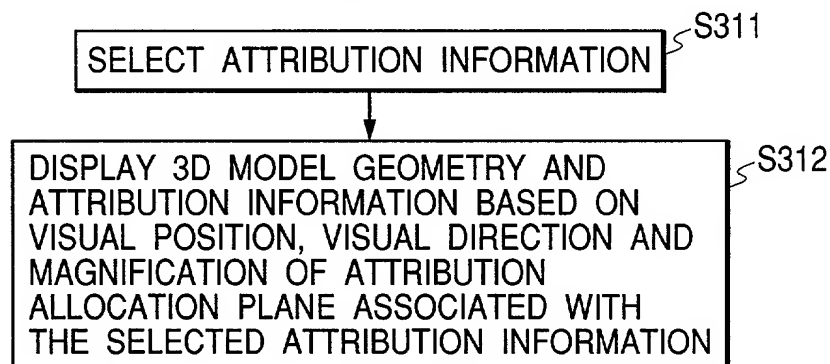 S311
SELECT ATTRIBUTION INFORMATION
S312
DISPLAY 3D MODEL GEOMETRY AND
ATTRIBUTION INFORMATION BASED ON
VISUAL POSITION, VISUAL DIRECTION AND
MAGNIFICATION OF ATTRIBUTION
ALLOCATION PLANE ASSOCIATED WITH
THE SELECTED ATTRIBUTION INFORMATION